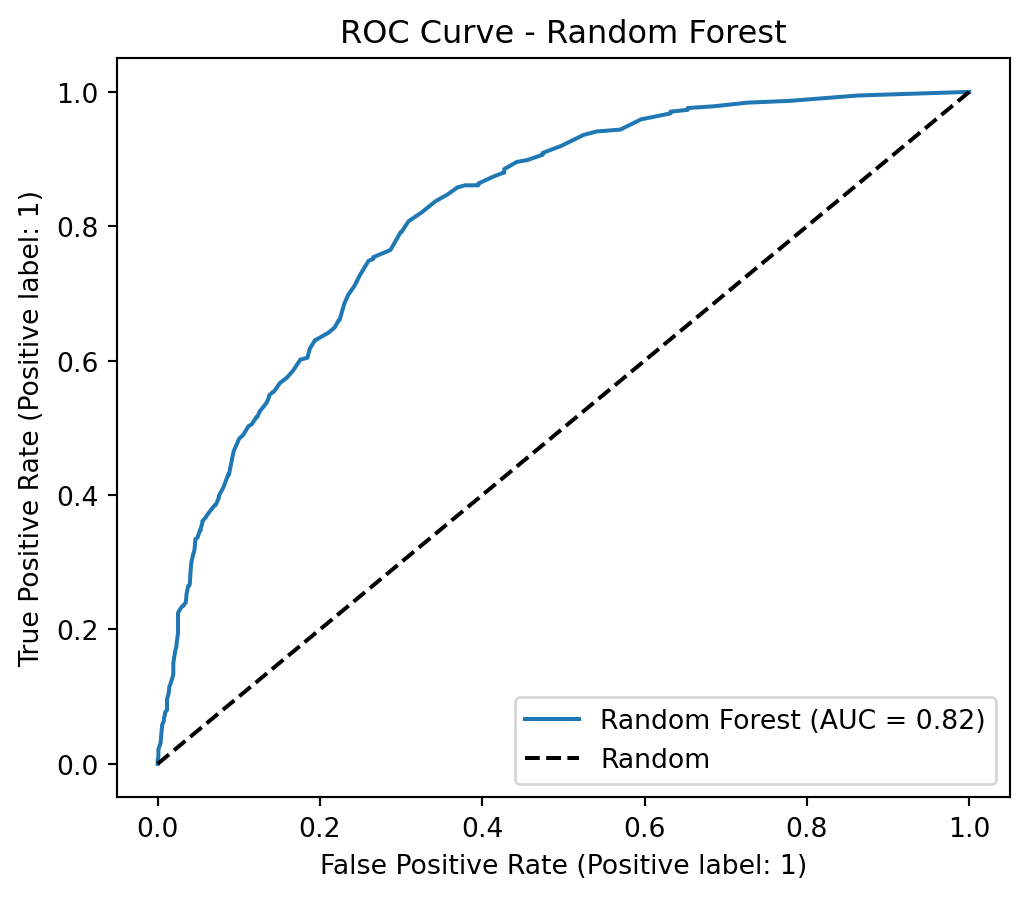 ROC Curve - Random Forest
True Positive Rate (Positive label: 1)
1.0
0.8
0.6
0.4
0.2
0.0
Random Forest (AUC = 0.82)
Random
0.0 0.2 0.4 0.6 0.8 1.0
False Positive Rate (Positive label: 1)